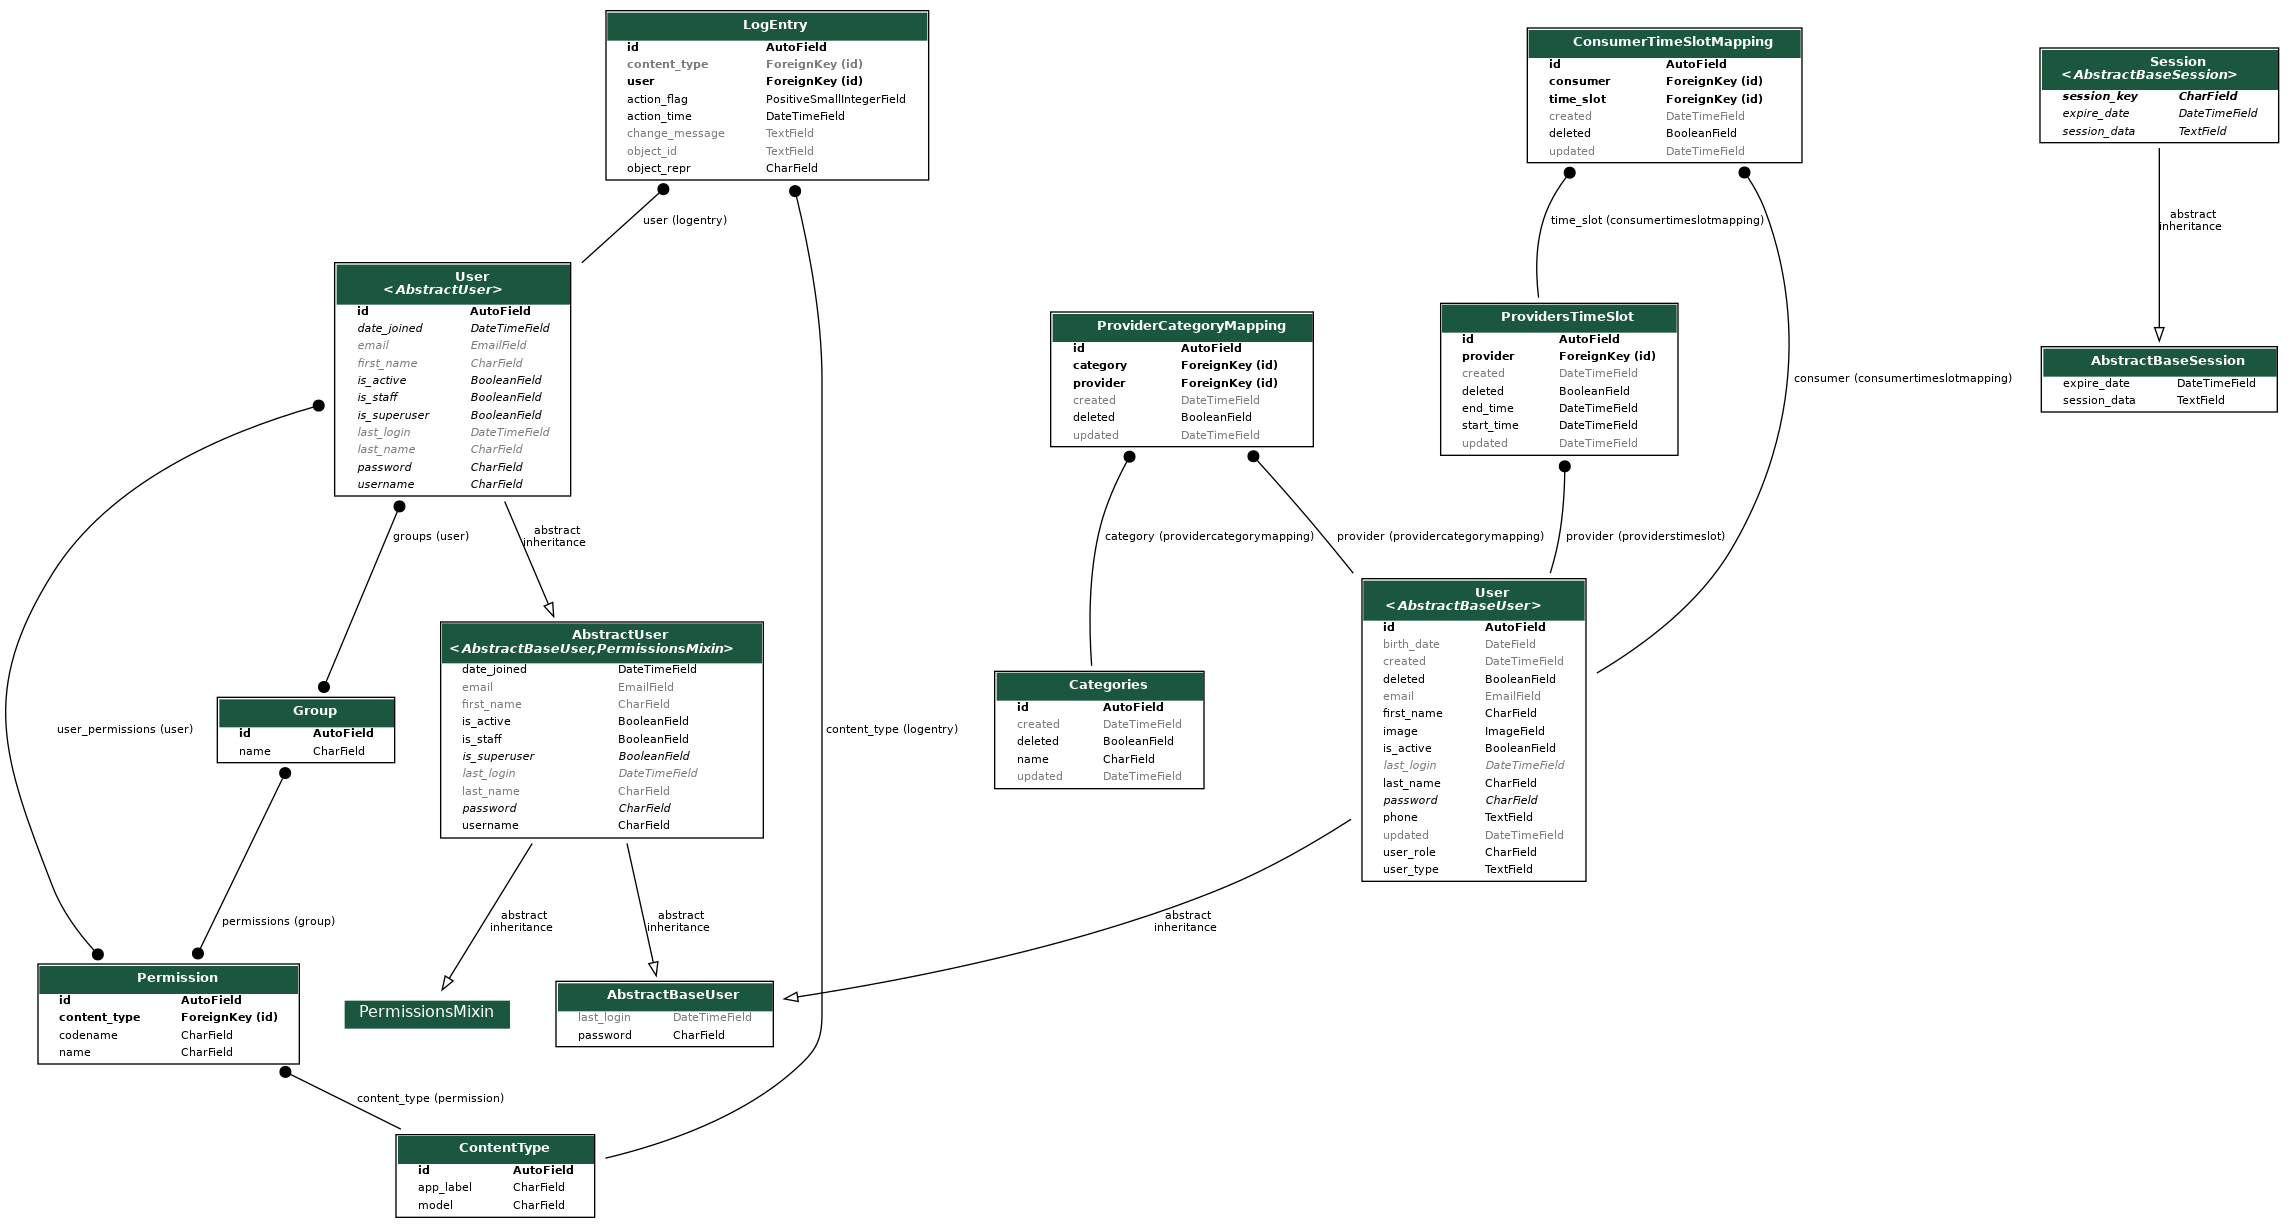 LogEntry
id AutoField
content_type ForeignKey (id)
user ForeignKey (id)
action_flag PositiveSmallIntegerField
action_time DateTimeField
change_message TextField
object_id TextField
object_repr CharField
ConsumerTimeSlotMapping
id AutoField
consumer ForeignKey (id)
time_slot ForeignKey (id)
created DateTimeField
deleted BooleanField
updated DateTimeField
Session
<AbstractBaseSession>
session_key CharField
expire_date DateTimeField
session_data TextField
user (logentry)
time_slot (consumertimeslotmapping)
abstract
inheritance
User
<AbstractUser>
id AutoField
date_joined DateTimeField
email EmailField
first_name CharField
is_active BooleanField
is_staff BooleanField
is_superuser BooleanField
last_login DateTimeField
last_name CharField
password CharField
username CharField
ProviderCategoryMapping
id AutoField
category ForeignKey (id)
provider ForeignKey (id)
created DateTimeField
deleted BooleanField
updated DateTimeField
ProvidersTimeSlot
id AutoField
provider ForeignKey (id)
created DateTimeField
deleted BooleanField
end_time DateTimeField
start_time DateTimeField
updated DateTimeField
consumer (consumertimeslotmapping)
AbstractBaseSession
expire_date DateTimeField
session_data TextField
groups (user)
abstract
inheritance
category (providercategorymapping)
provider (providercategorymapping)
provider (providerstimeslot)
user_permissions (user)
Group
id AutoField
name CharField
AbstractUser
<AbstractBaseUser,PermissionsMixin>
date_joined DateTimeField
email EmailField
first_name CharField
is_active BooleanField
is_staff BooleanField
is_superuser BooleanField
last_login DateTimeField
last_name CharField
password CharField
username CharField
content_type (logentry)
Categories
id AutoField
created DateTimeField
deleted BooleanField
name CharField
updated DateTimeField
User
<AbstractBaseUser>
id AutoField
birth_date DateField
created DateTimeField
deleted BooleanField
email EmailField
first_name CharField
image ImageField
is_active BooleanField
last_login DateTimeField
last_name CharField
password CharField
phone TextField
updated DateTimeField
user_role CharField
user_type TextField
permissions (group)
abstract
inheritance
abstract
inheritance
abstract
inheritance
Permission
id AutoField
content_type ForeignKey (id)
codename CharField
name CharField
PermissionsMixin
AbstractBaseUser
last_login DateTimeField
password CharField
content_type (permission)
ContentType
id AutoField
app_label CharField
model CharField